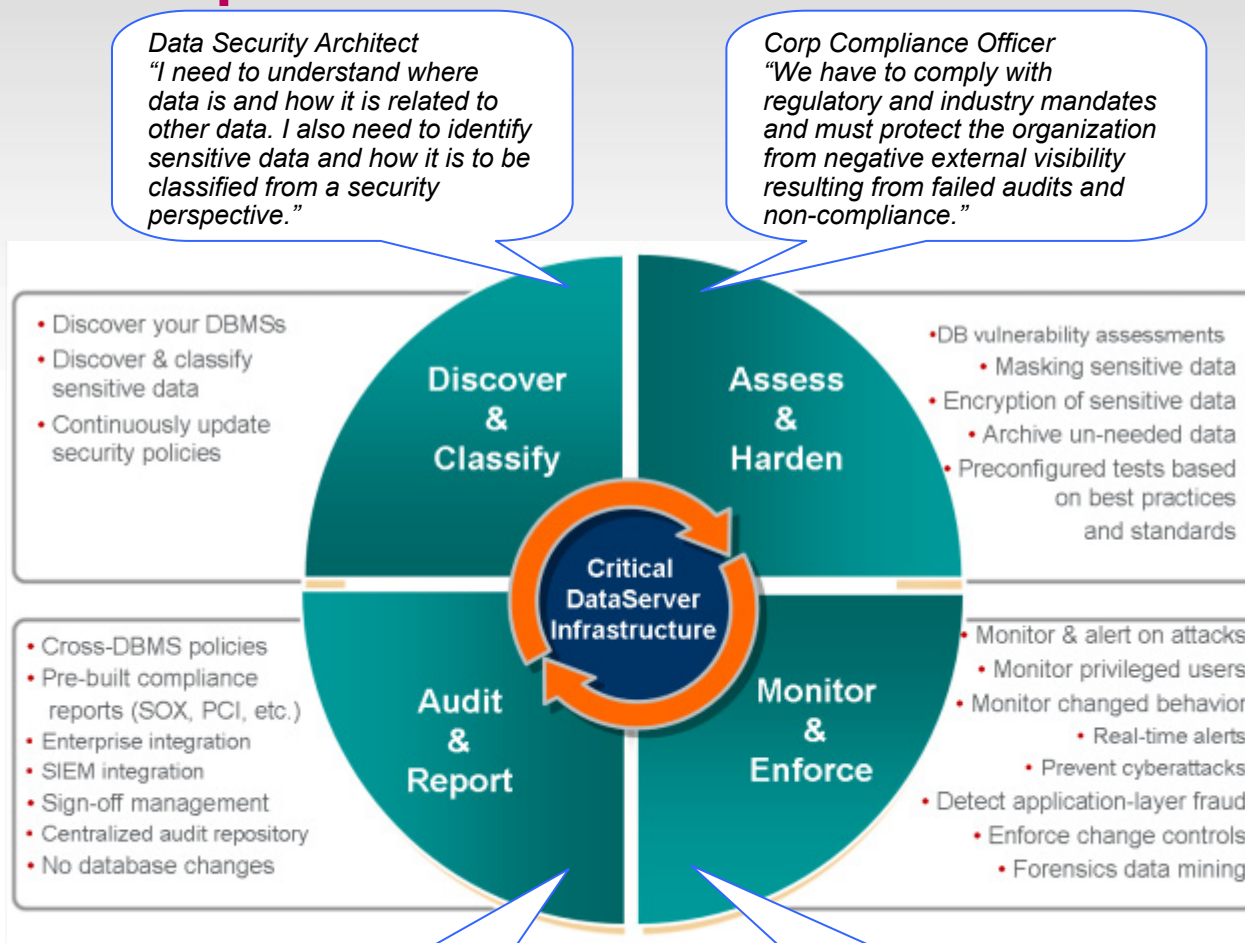 Data Security Architect
“I need to understand where
data is and how it is related to
other data. I also need to identify
sensitive data and how it is to be
classified from a security
perspective.”
Corp Compliance Officer
“We have to comply with
regulatory and industry mandates
and must protect the organization
from negative external visibility
resulting from failed audits and
non-compliance.”
• Discover your DBMSs
• Discover & classify
sensitive data
• Continuously update
security policies
Discover
&
Classify
Assess
&
Harden
•DB vulnerability assessments
• Masking sensitive data
• Encryption of sensitive data
• Archive un-needed data
• Preconfigured tests based
on best practices
and standards
Critical
DataServer
Infrastructure
• Cross-DBMS policies
• Pre-built compliance
reports (SOX, PCI, etc.)
• Enterprise integration
• SIEM integration
• Sign-off management
• Centralized audit repository
• No database changes
Audit
&
Report
Monitor
&
Enforce
• Monitor & alert on attacks
• Monitor privileged users
• Monitor changed behavior
• Real-time alerts
• Prevent cyberattacks
• Detect application-layer fraud
• Enforce change controls
• Forensics data mining